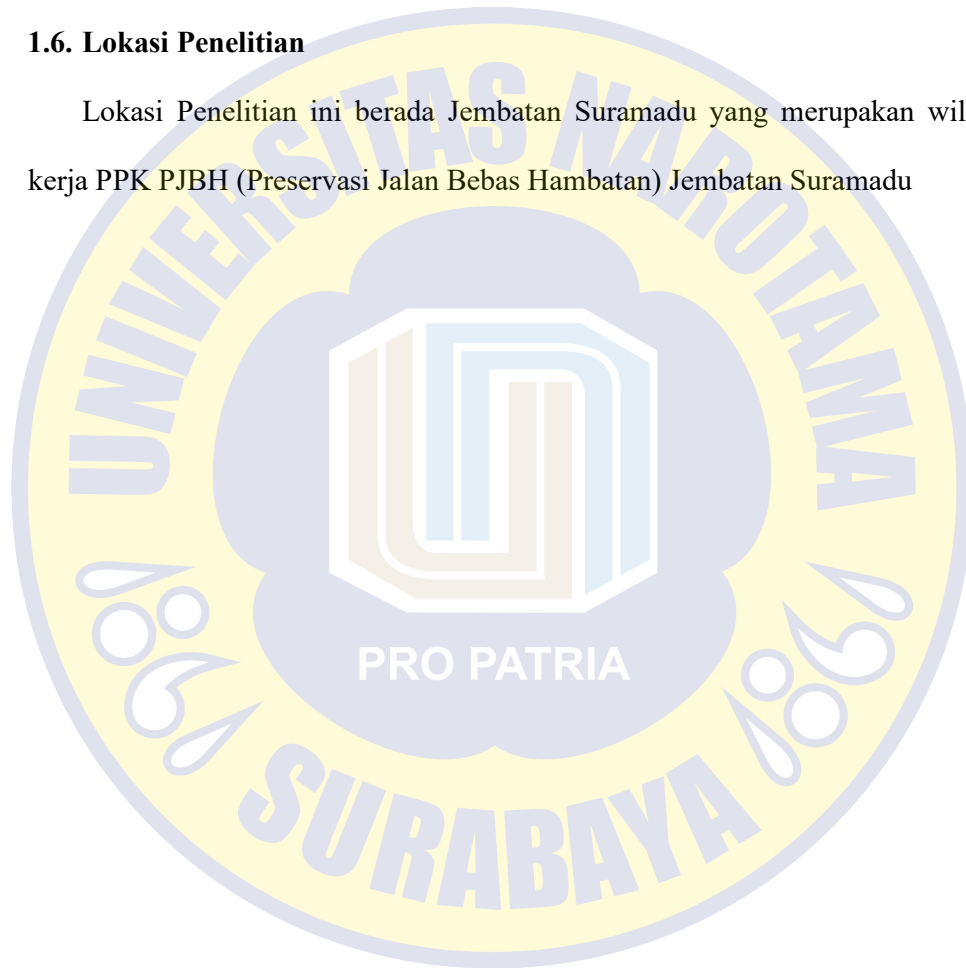 1.6. Lokasi Penelitian
Lokasi Penelitian ini berada Jembatan Suramadu yang merupakan wil
kerja PPK PJBH (Preservasi Jalan Bebas Hambatan) Jembatan Suramadu
UNIVERSITAS NAROTAMA
PRO PATRIA
SURABAYA